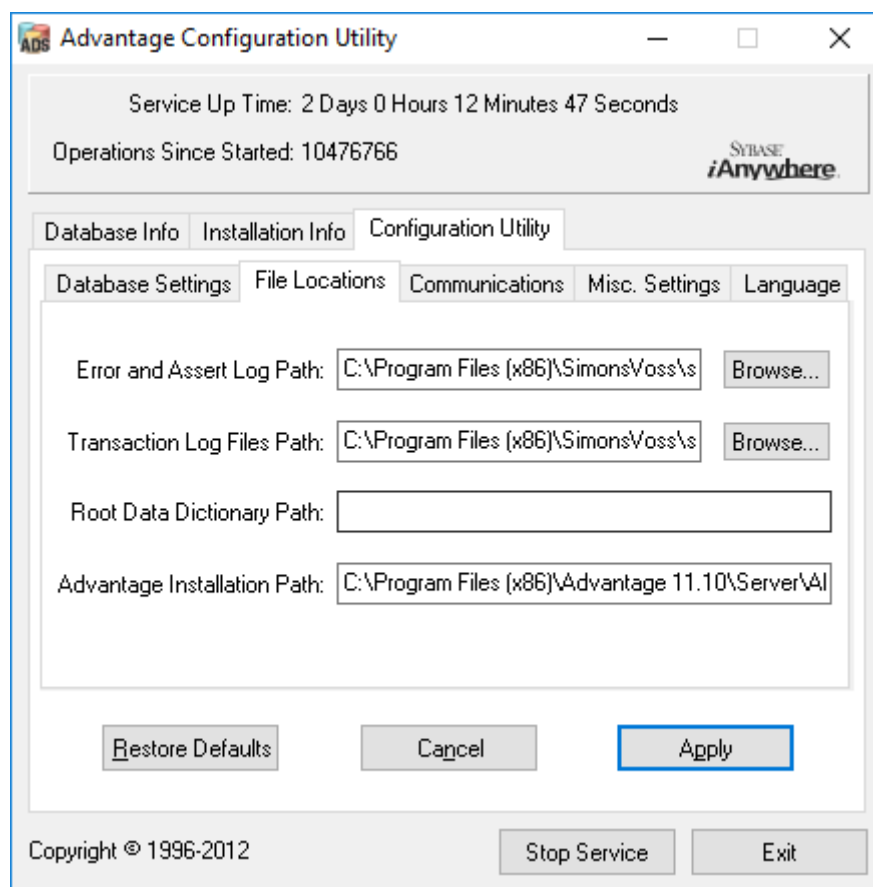 ADS Advantage Configuration Utility
Service Up Time: 2 Days 0 Hours 12 Minutes 47 Seconds
Operations Since Started: 10476766
SYBASE
iAnywhere.
Database Info Installation Info Configuration Utility
Database Settings File Locations Communications Misc. Settings Language
Error and Assert Log Path: C:\Program Files (x86)\SimonsVoss\s Browse...
Transaction Log Files Path: C:\Program Files (x86)\SimonsVoss\s Browse...
Root Data Dictionary Path:
Advantage Installation Path: C:\Program Files (x86)\Advantage 11.10\Server\Al
Restore Defaults Cancel Apply
Copyright © 1996-2012 Stop Service Exit